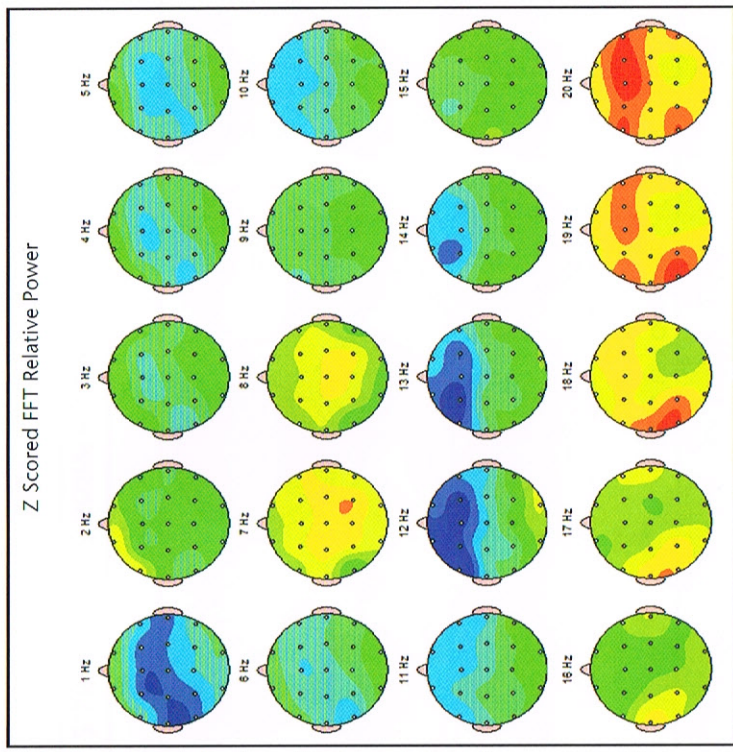 Z Scored FFT Relative Power
1 Hz
2 Hz
3 Hz
4 Hz
5 Hz
6 Hz
7 Hz
8 Hz
9 Hz
10 Hz
11 Hz
12 Hz
13 Hz
14 Hz
15 Hz
16 Hz
17 Hz
18 Hz
19 Hz
20 Hz